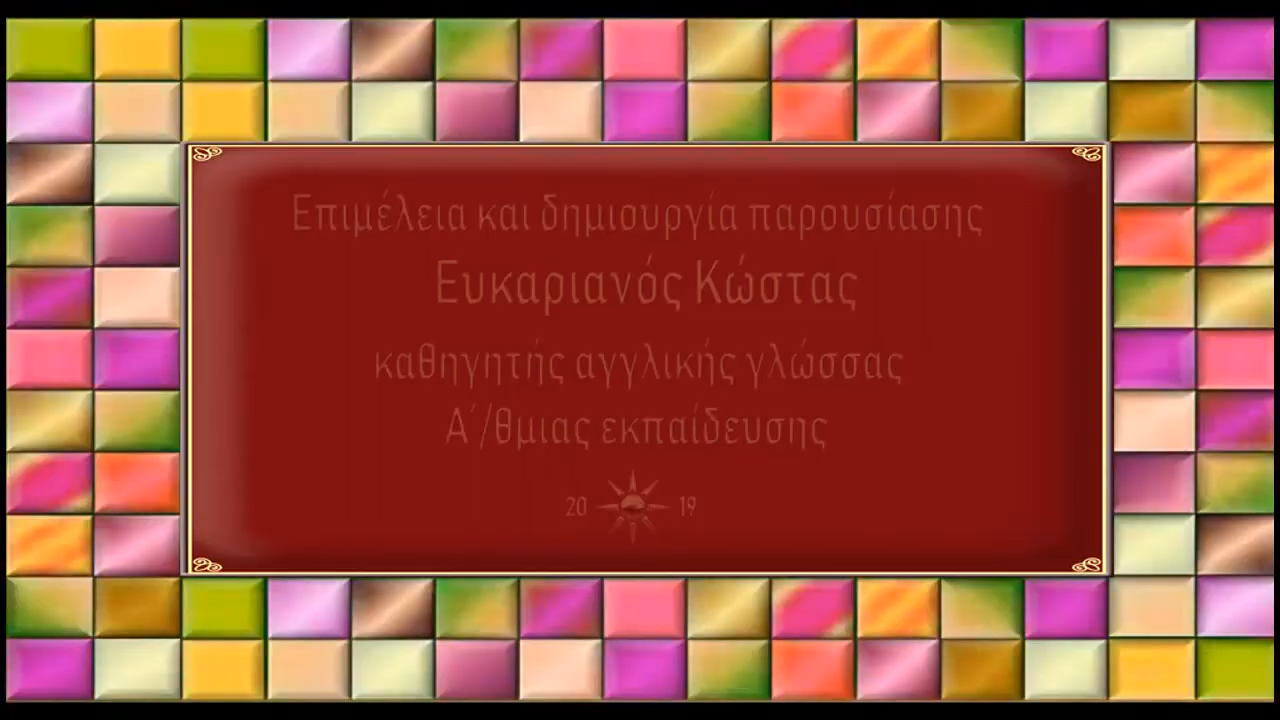 Επιμέλεια και δημιουργία παρουσίασης
Ευκαριανός Κώστας
καθηγητής αγγλικής γλώσσας
Α΄/θμιας εκπαίδευσης
20 19